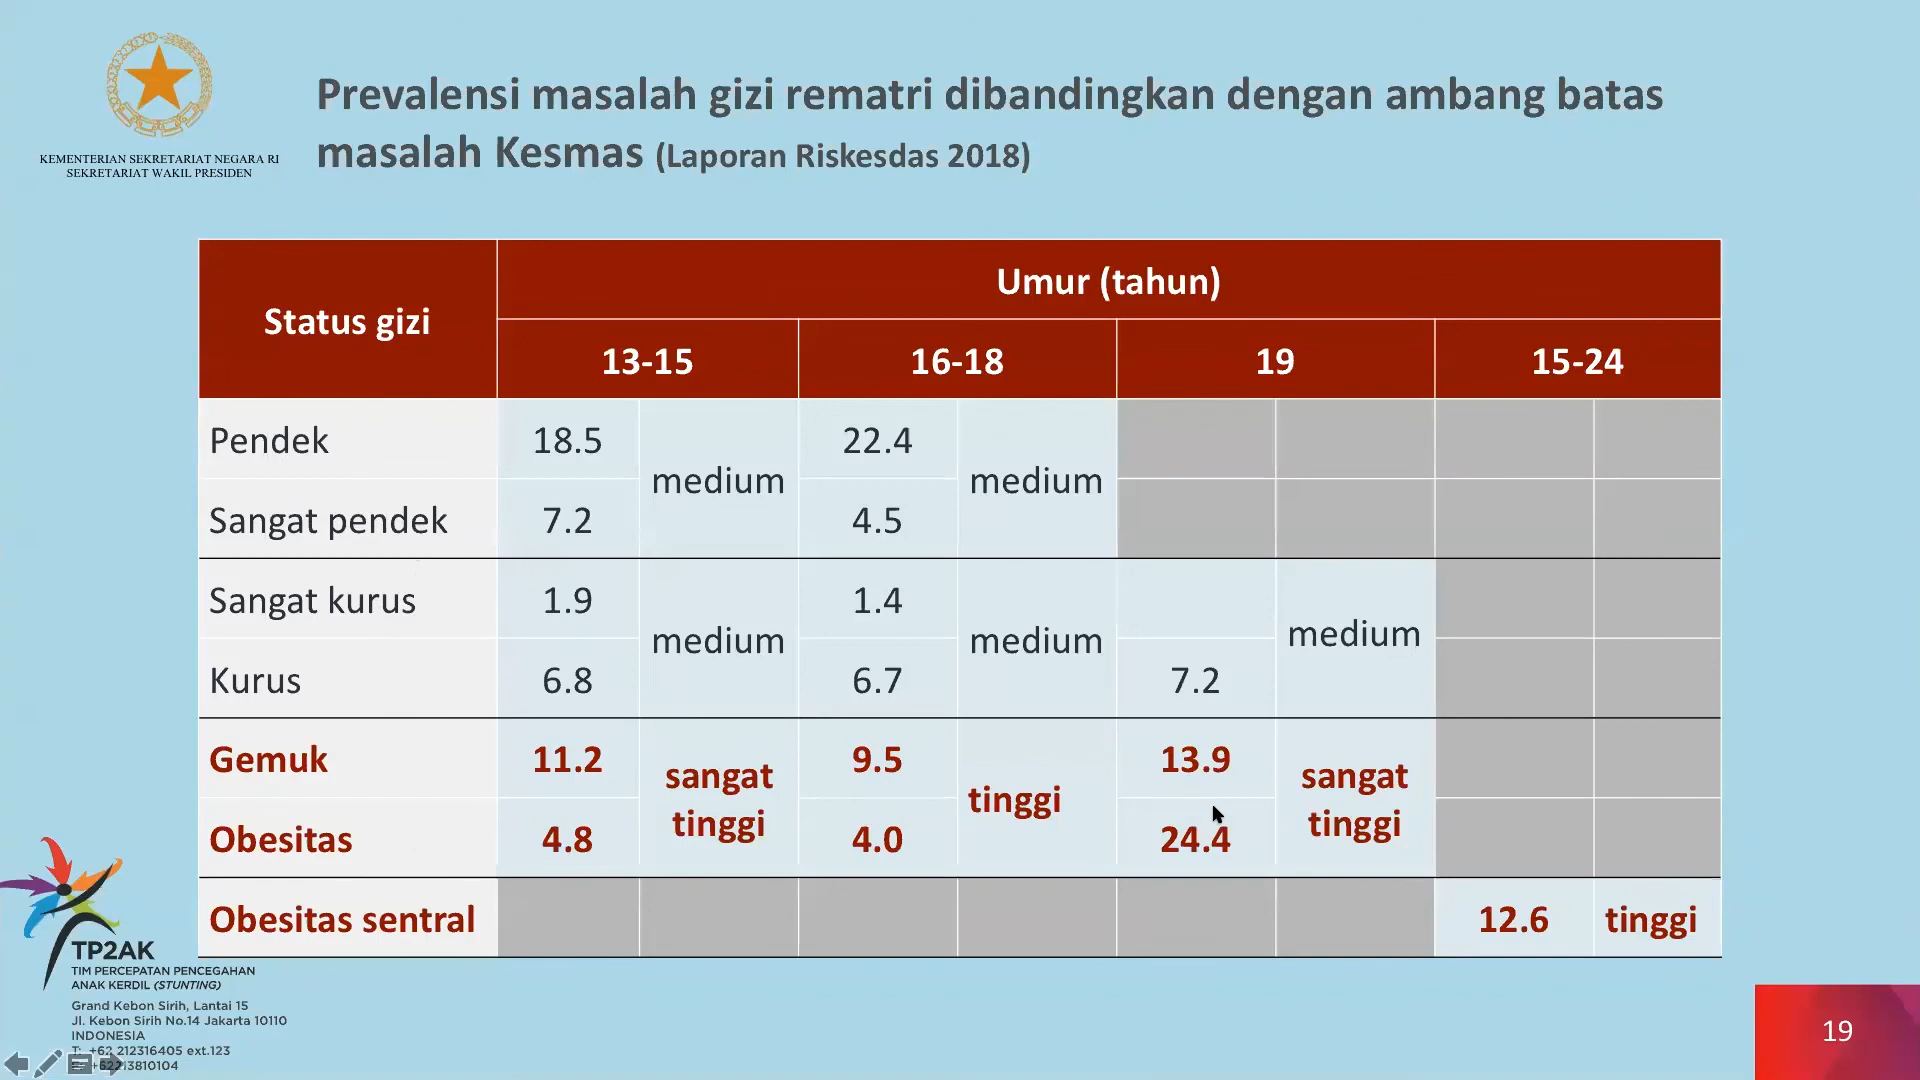 KEMENTERIAN SEKRETARIAT NEGARA RI
SEKRETARIAT WAKIL PRESIDEN
Prevalensi masalah gizi rematri dibandingkan dengan ambang batas
masalah Kesmas (Laporan Riskesdas 2018)
Status gizi
Umur (tahun)
13-15 16-18 19 15-24
Pendek 18.5 medium 22.4 medium
Sangat pendek 7.2 4.5
Sangat kurus 1.9 medium 1.4 medium medium
Kurus 6.8 6.7 7.2
Gemuk 11.2 sangat tinggi 9.5 tinggi 13.9 sangat tinggi
Obesitas 4.8 4.0 24.4
Obesitas sentral 12.6 tinggi
TP2AK
TIM PERCEPATAN PENCEGAHAN
ANAK KERDIL (STUNTING)
Grand Kebon Sirih, Lantai 15
Jl. Kebon Sirih No.14 Jakarta 10110
INDONESIA
T: +62 212316405 ext.123
+62213810104
19